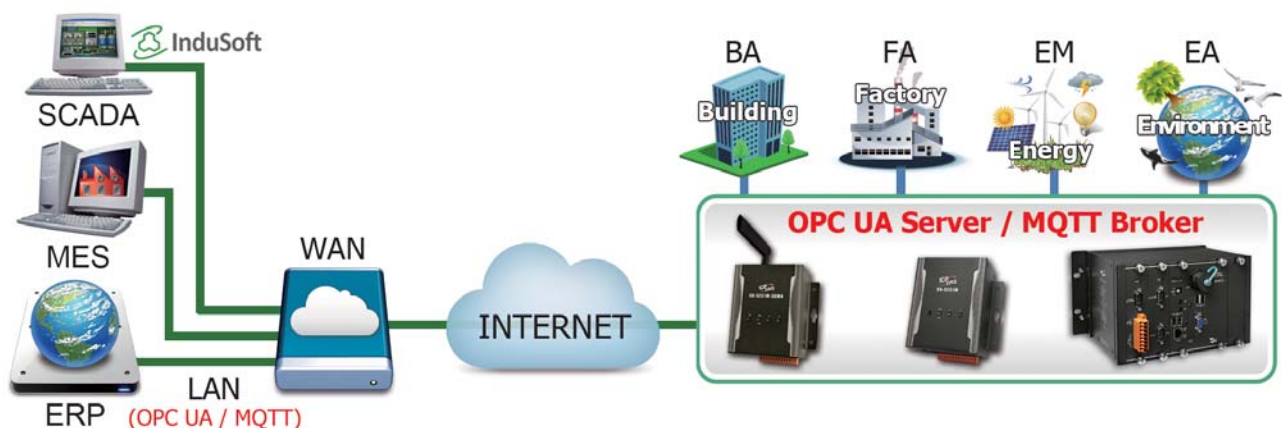 InduSoft
SCADA
MES
ERP
LAN
(OPC UA / MQTT)
WAN
INTERNET
BA
Building
FA
Factory
EM
Energy
EA
Environment
OPC UA Server / MQTT Broker